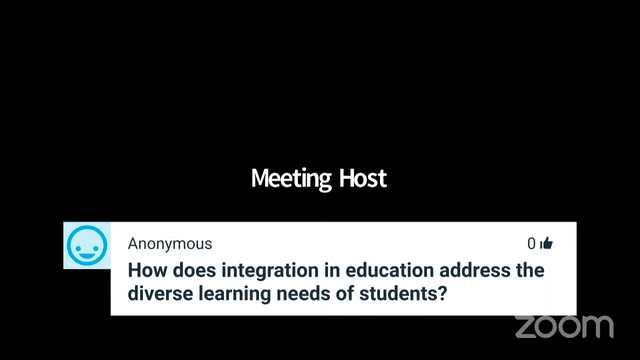 Meeting Host
Anonymous 0
How does integration in education address the
diverse learning needs of students?
zoom